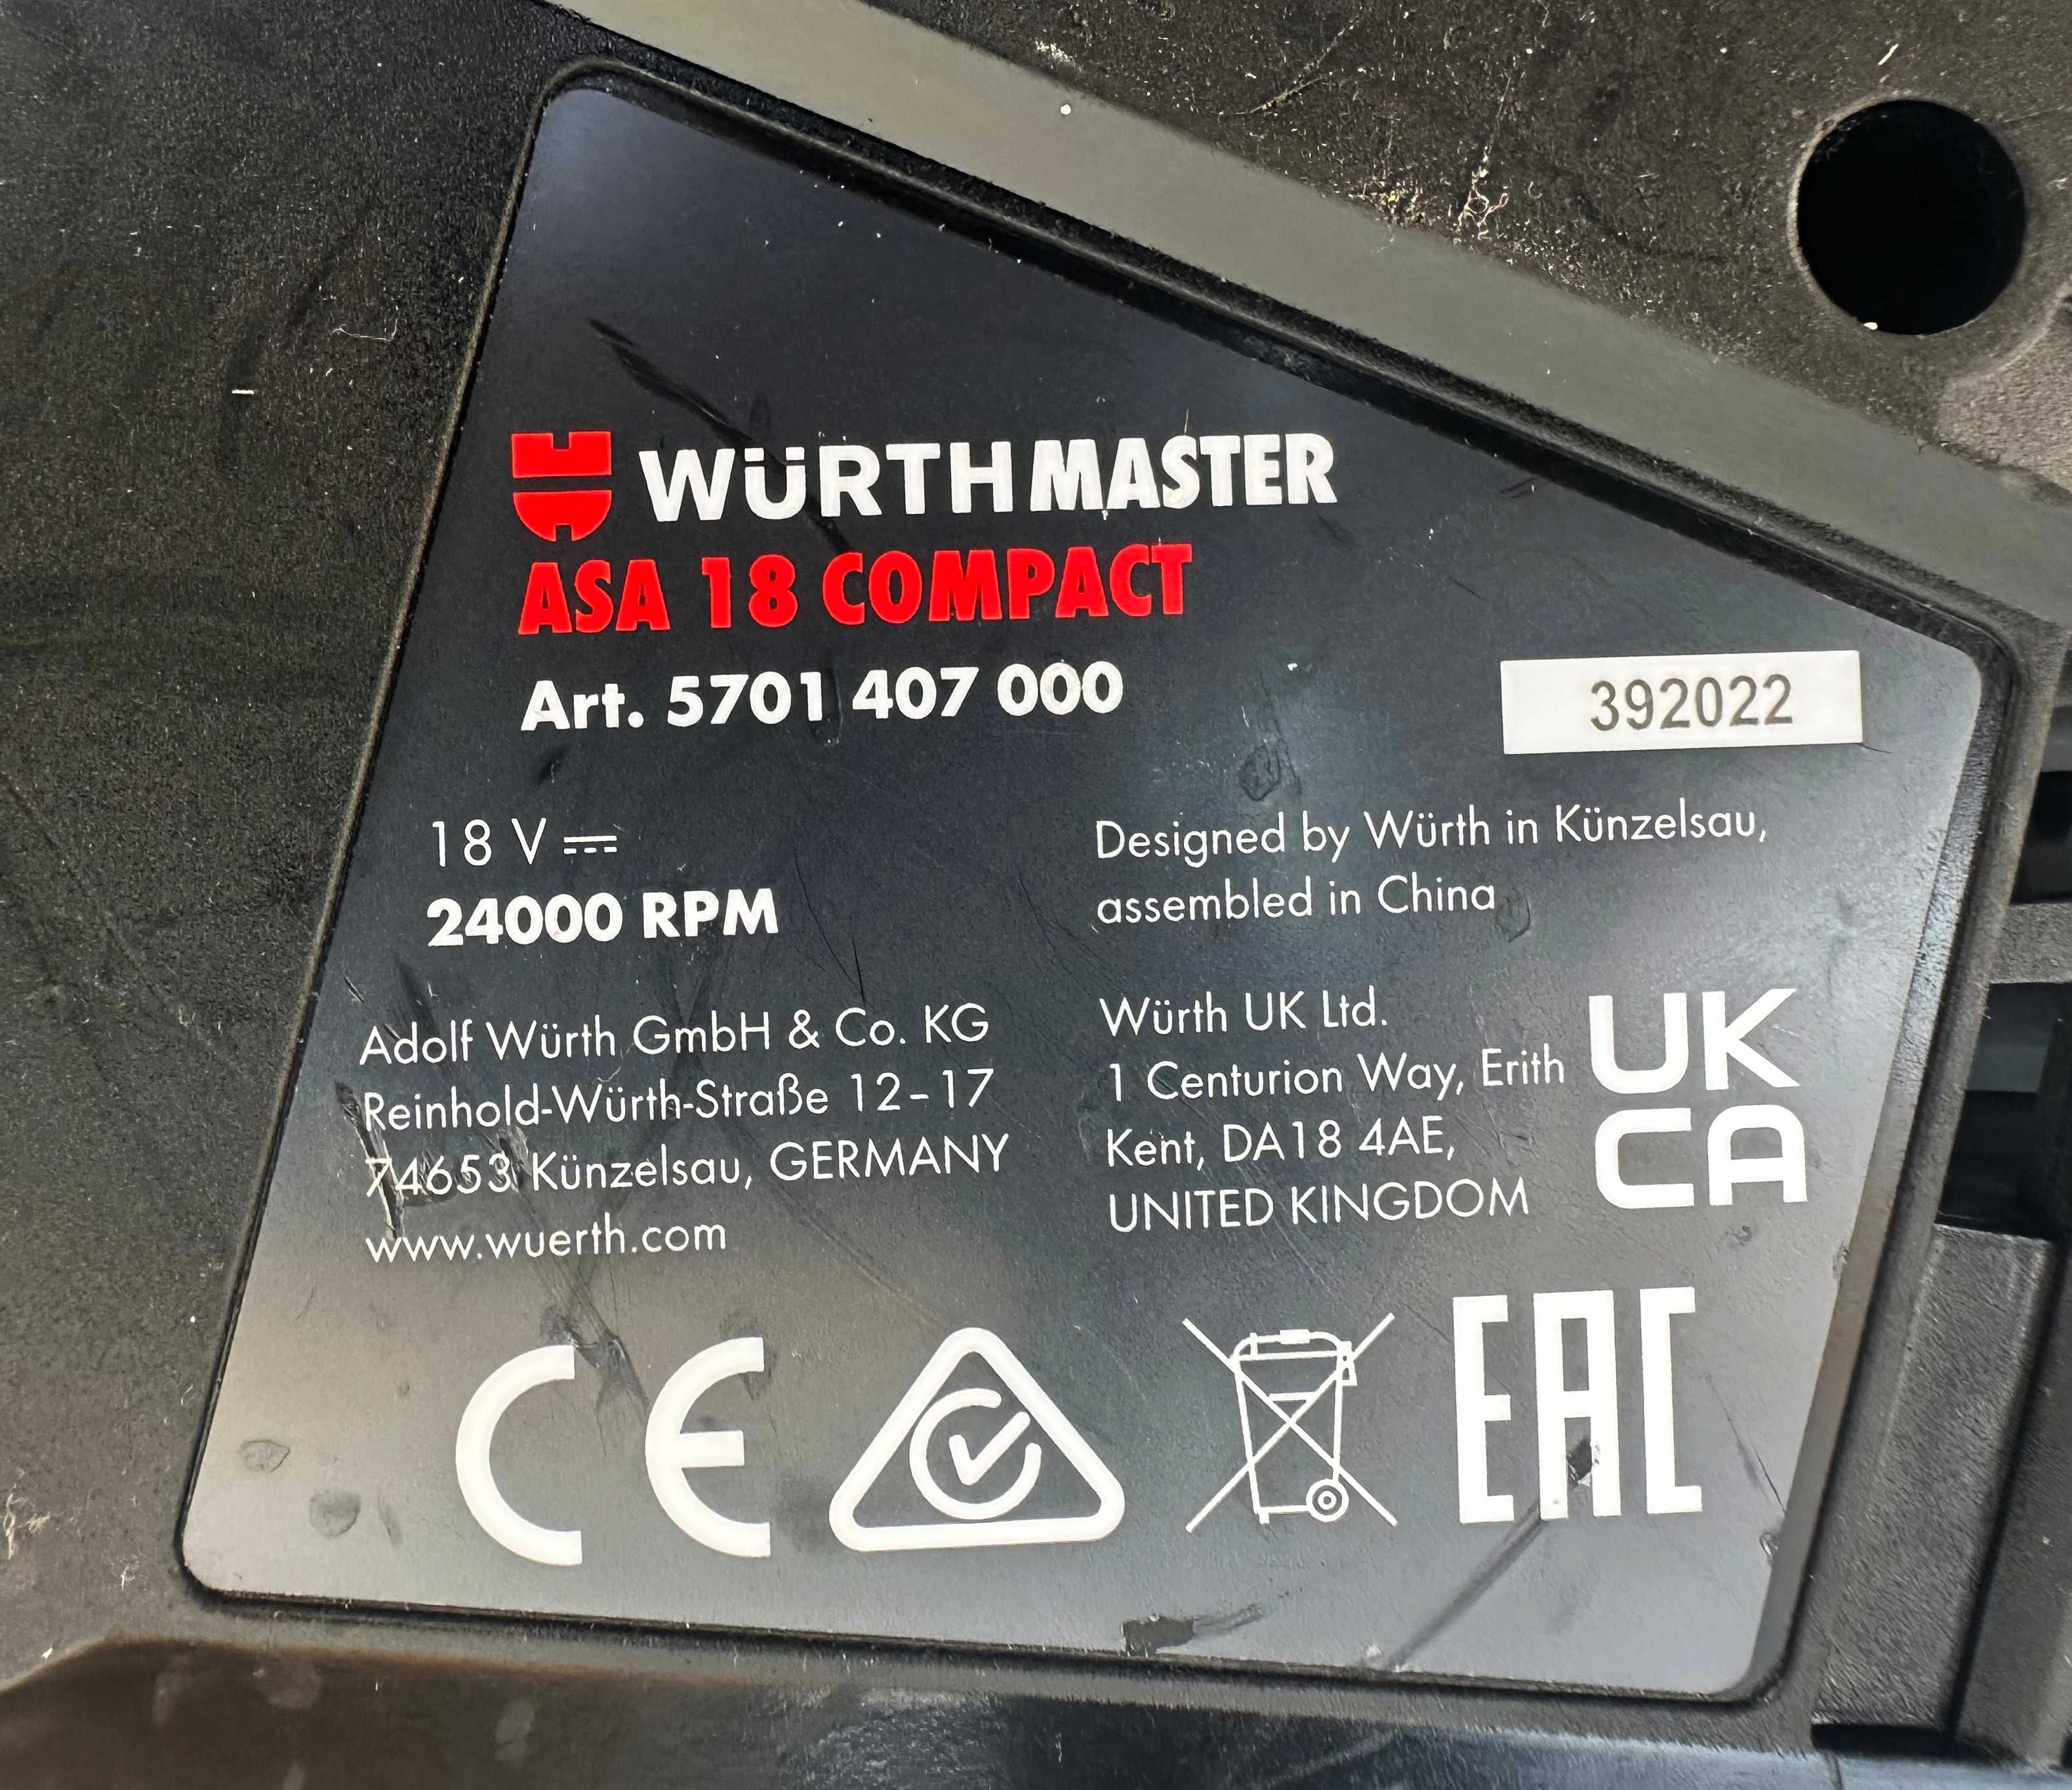 WÜRTH MASTER
ASA 18 COMPACT
Art. 5701 407 000
392022
18 V
24000 RPM
Designed by Würth in Künzelsau,
assembled in China
Adolf Würth GmbH & Co. KG
Reinhold-Würth-Straße 12–17
74653 Künzelsau, GERMANY
www.wuerth.com
Würth UK Ltd.
1 Centurion Way, Erith
Kent, DA18 4AE,
UNITED KINGDOM
UK
CA
CE
EAC